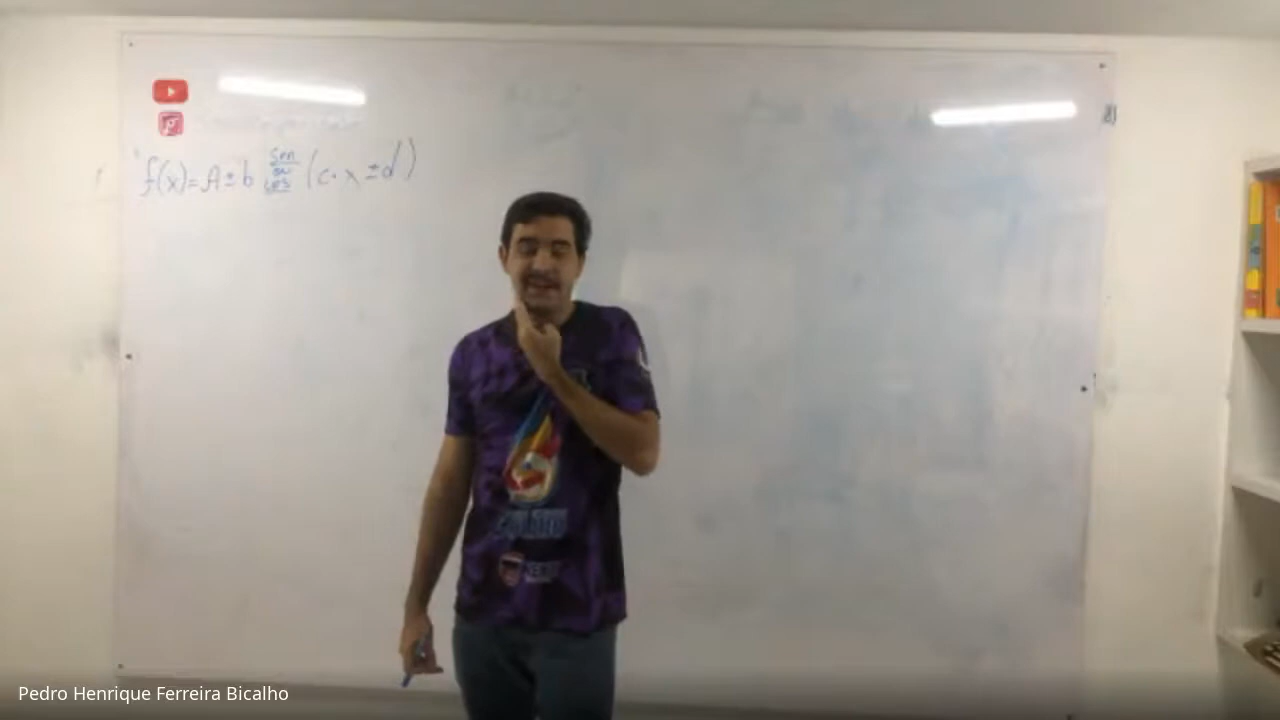 f(x)= A ± b sen ou cos (c·x ± d)
Pedro Henrique Ferreira Bicalho